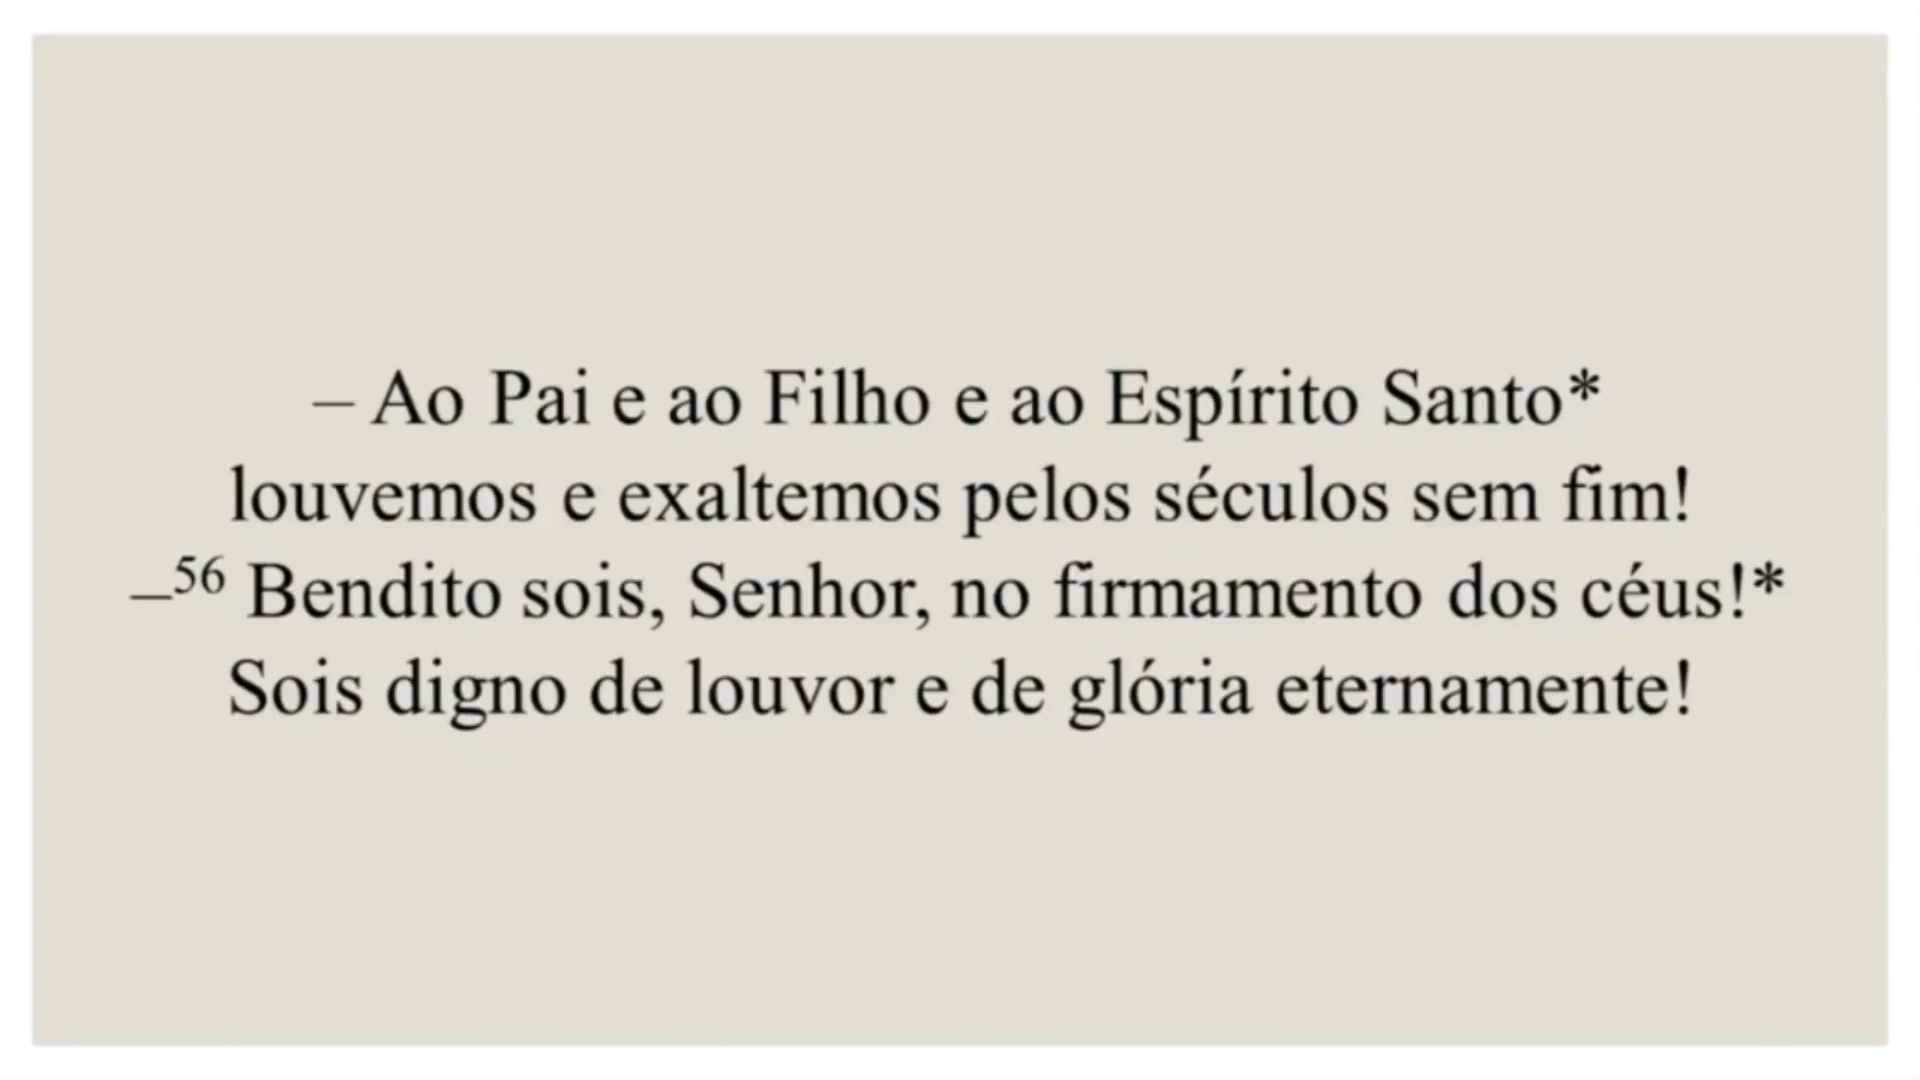 – Ao Pai e ao Filho e ao Espírito Santo*
louvemos e exaltemos pelos séculos sem fim!
–⁵⁶ Bendito sois, Senhor, no firmamento dos céus!*
Sois digno de louvor e de glória eternamente!